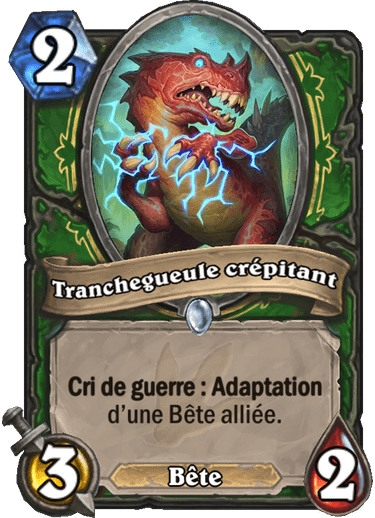 2
Tranchegueule crépitant
Cri de guerre : Adaptation
d'une Bête alliée.
3
Bête
2